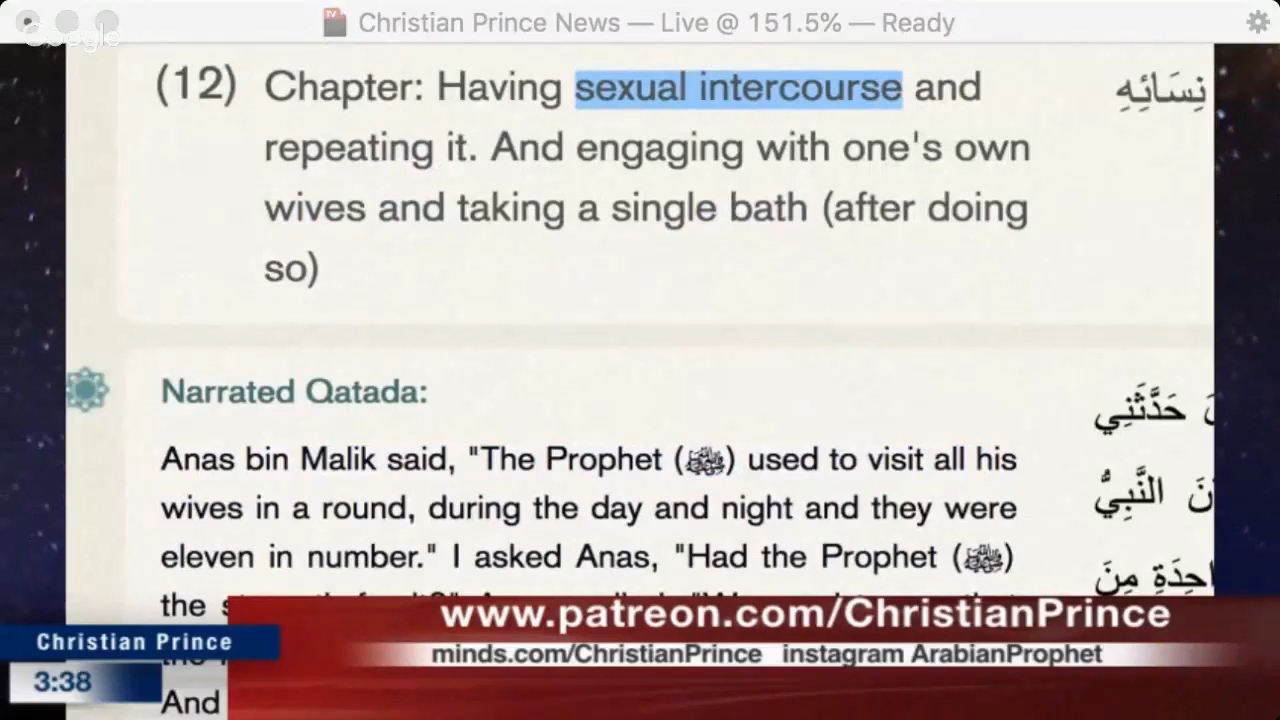 Christian Prince News — Live @ 151.5% — Ready
Google
(12) Chapter: Having sexual intercourse and
repeating it. And engaging with one's own
wives and taking a single bath (after doing
so)
نِسَائِهِ
Narrated Qatada:
Anas bin Malik said, "The Prophet (ﷺ) used to visit all his
wives in a round, during the day and night and they were
eleven in number." I asked Anas, "Had the Prophet (ﷺ)
the
And
حَدَّثَنِي
النَّبِيُّ
مِنَ
www.patreon.com/ChristianPrince
minds.com/ChristianPrince instagram ArabianProphet
Christian Prince
3:38